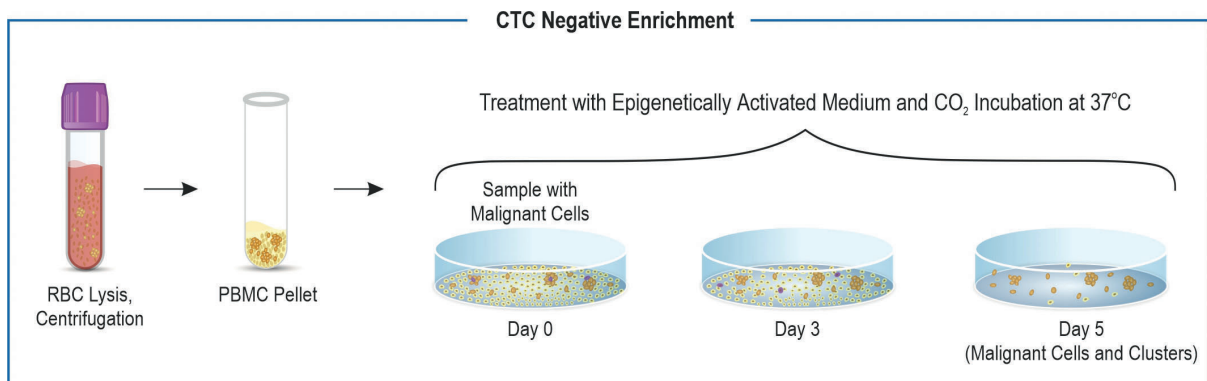 CTC Negative Enrichment
Treatment with Epigenetically Activated Medium and CO₂ Incubation at 37°C
Sample with
Malignant Cells
RBC Lysis,
Centrifugation
PBMC Pellet
Day 0
Day 3
Day 5
(Malignant Cells and Clusters)